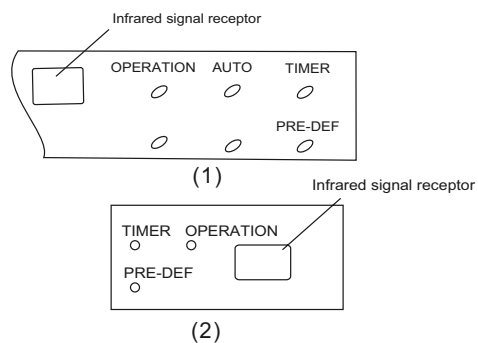 Infrared signal receptor
OPERATION AUTO TIMER
PRE-DEF
(1)
Infrared signal receptor
TIMER OPERATION
PRE-DEF
(2)